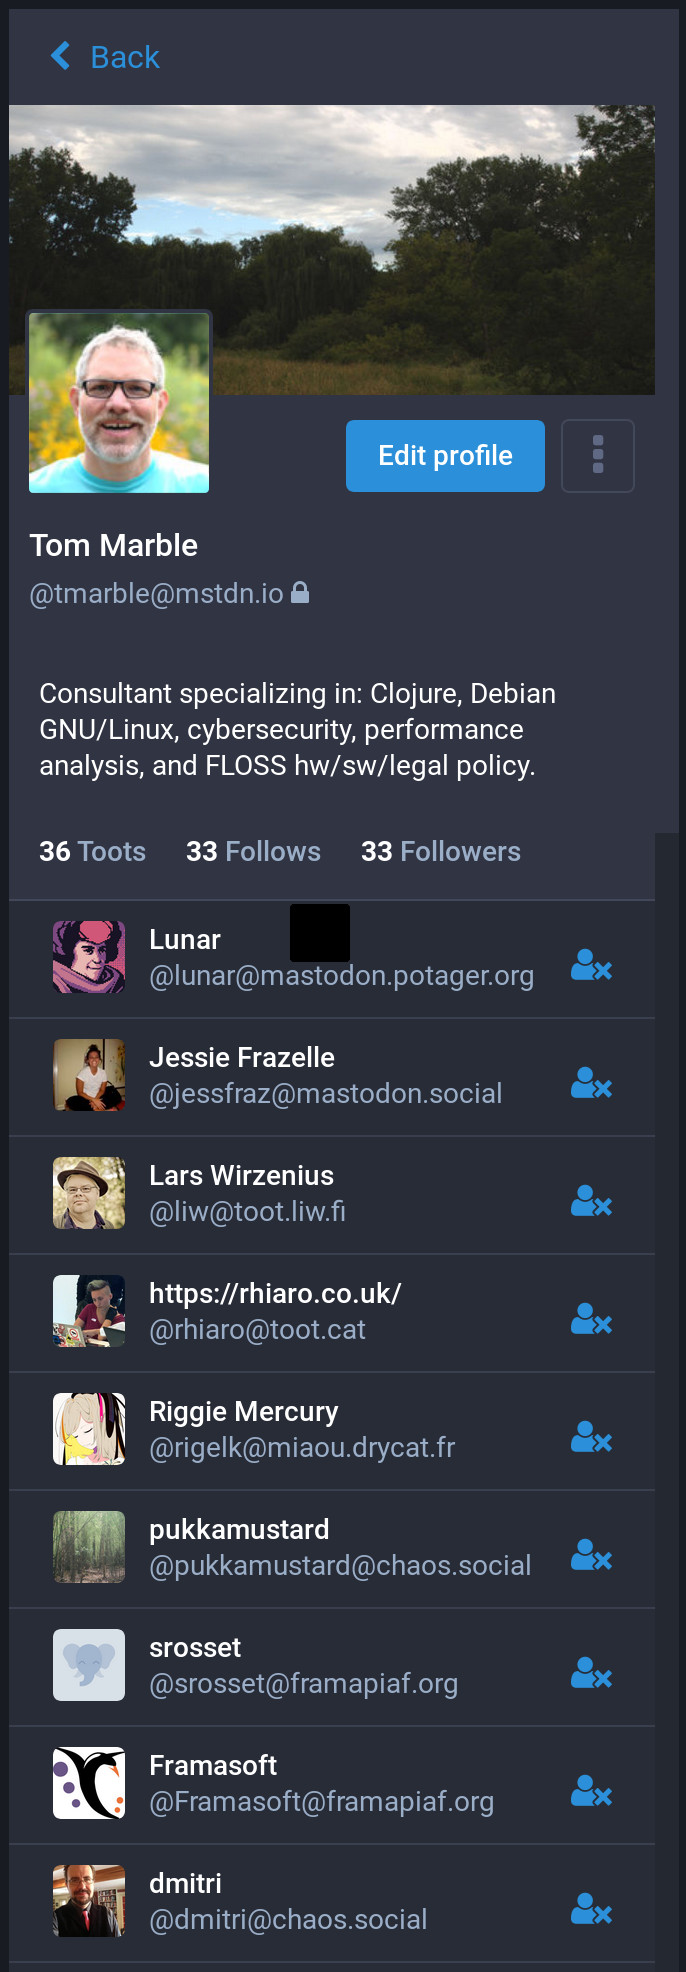 Back
Edit profile
Tom Marble
@tmarble@mstdn.io
Consultant specializing in: Clojure, Debian
GNU/Linux, cybersecurity, performance
analysis, and FLOSS hw/sw/legal policy.
36 Toots 33 Follows 33 Followers
Lunar
@lunar@mastodon.potager.org
Jessie Frazelle
@jessfraz@mastodon.social
Lars Wirzenius
@liw@toot.liw.fi
https://rhiaro.co.uk/
@rhiaro@toot.cat
Riggie Mercury
@rigelk@miaou.drycat.fr
pukkamustard
@pukkamustard@chaos.social
srosset
@srosset@framapiaf.org
Framasoft
@Framasoft@framapiaf.org
dmitri
@dmitri@chaos.social